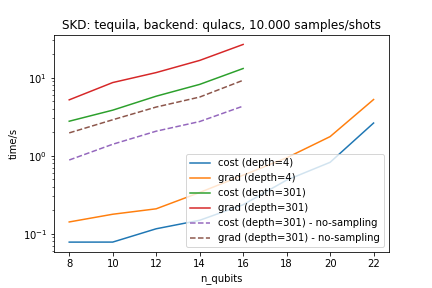 SKD: tequila, backend: qulacs, 10.000 samples/shots
time/s
10¹
10⁰
10⁻¹
cost (depth=4)
grad (depth=4)
cost (depth=301)
grad (depth=301)
cost (depth=301) - no-sampling
grad (depth=301) - no-sampling
8 10 12 14 16 18 20 22
n_qubits